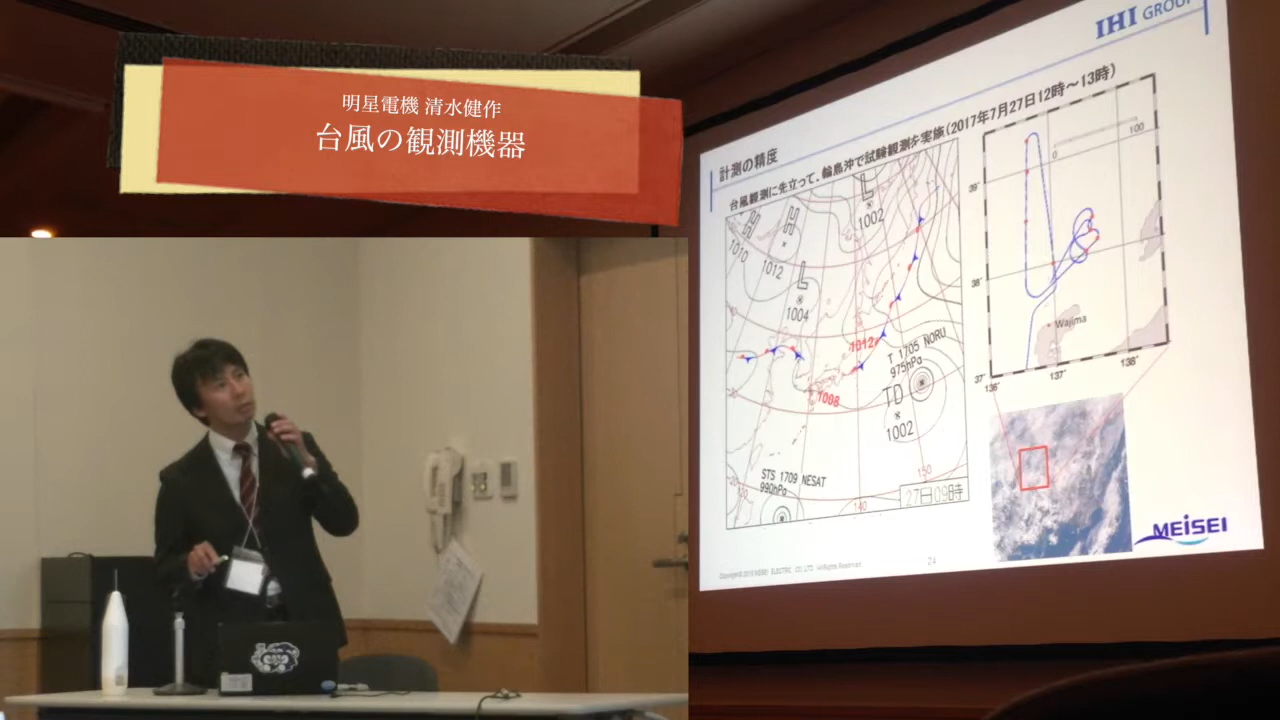 明星電機 清水健作
台風の観測機器
IHI GROUP
計測の精度
台風観測に先立って、輪島沖で試験観測を実施(2017年7月27日12時~13時)
H
1010
H
1012
L
1002
L
1004
1012
1008
T 1705 NORU
975hPa
TD
1002
STS 1709 NESAT
990hPa
140
150
27日09時
0
100
39°
38°
37°
136°
137°
138°
Wajima
24
MEISEI